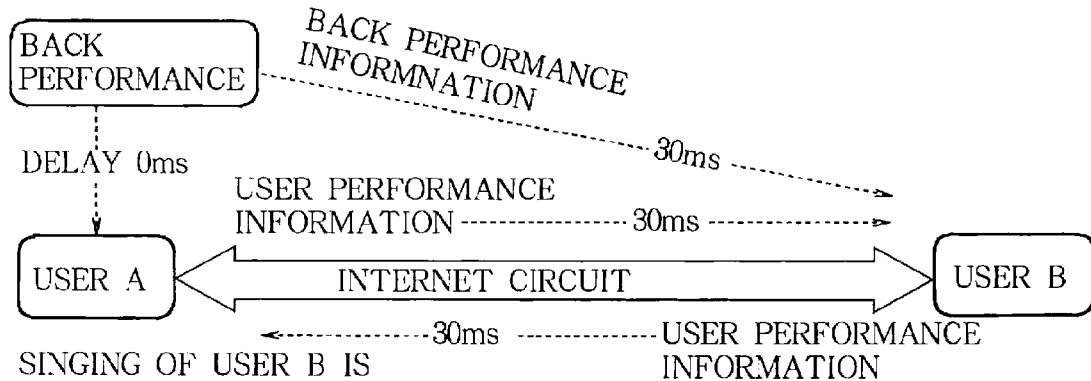 BACK
PERFORMANCE
BACK PERFORMANCE
INFORMNATION
30ms
DELAY 0ms
USER PERFORMANCE
INFORMATION
30ms
USER A
INTERNET CIRCUIT
USER B
30ms
USER PERFORMANCE
INFORMATION
SINGING OF USER B IS